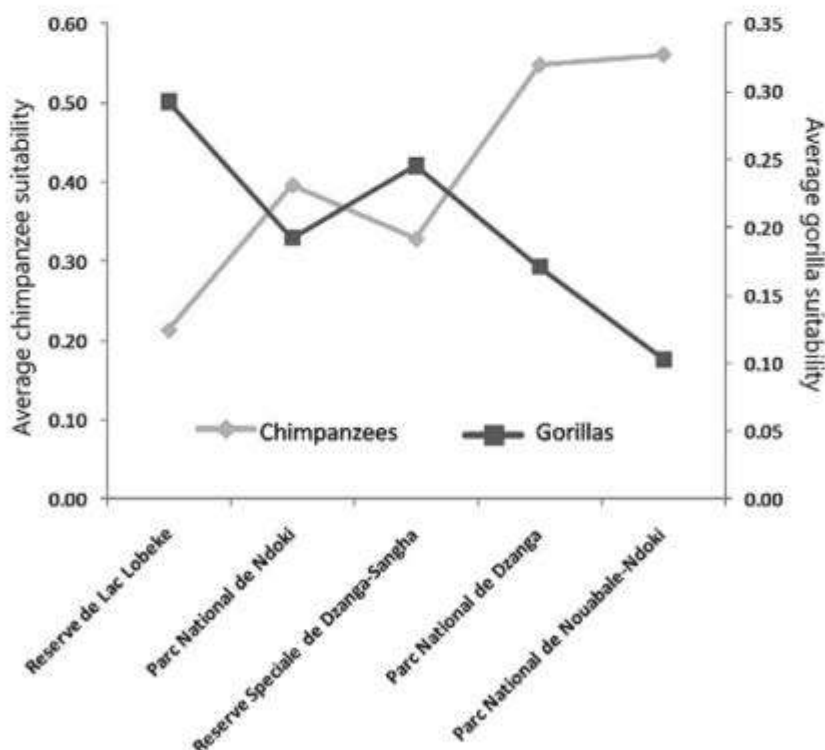 0.60
0.50
0.40
0.30
0.20
0.10
0.00
Average chimpanzee suitability
0.35
0.30
0.25
0.20
0.15
0.10
0.05
0.00
Average gorilla suitability
Chimpanzees
Gorillas
Reserve de Lac Lobeke
Parc National de Ndoki
Reserve Speciale de Dzanga-Sangha
Parc National de Dzanga
Parc National de Nouabale-Ndoki